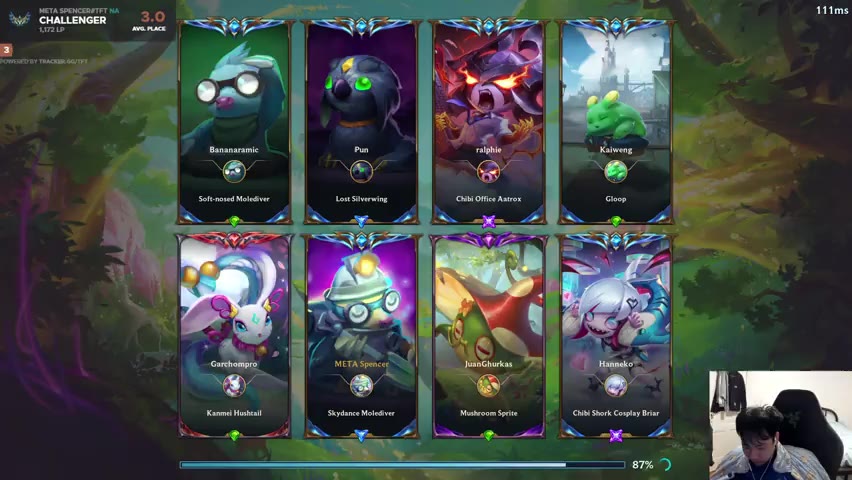 META SPENCER#TFT NA
CHALLENGER
1,172 LP
3.0
AVG. PLACE
111ms
3
POWERED BY TRACKER.GG/TFT
Bananaramic
Soft-nosed Molediver
Pun
Lost Silverwing
ralphie
Chibi Office Aatrox
Kaiweng
Gloop
Garchompro
Kanmei Hushtail
META Spencer
Skydance Molediver
JuanGhurkas
Mushroom Sprite
Hanneko
Chibi Shork Cosplay Briar
87%